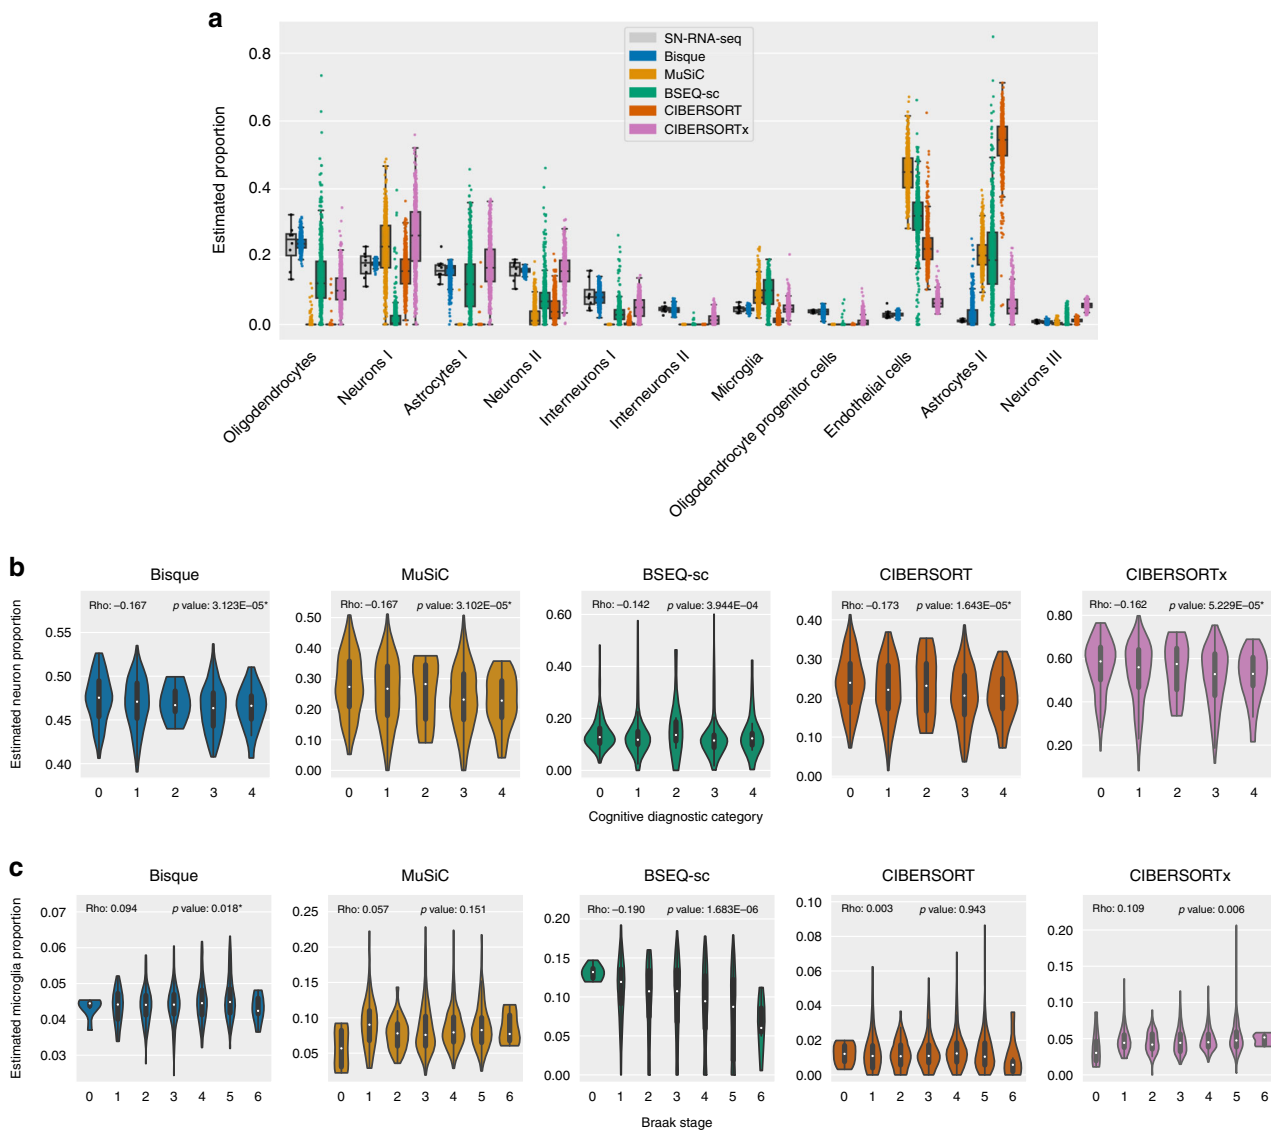 a
SN-RNA-seq
Bisque
MuSiC
BSEQ-sc
CIBERSORT
CIBERSORTx
Estimated proportion
0.8
0.6
0.4
0.2
0.0
Oligodendrocytes
Neurons I
Astrocytes I
Neurons II
Interneurons I
Interneurons II
Microglia
Oligodendrocyte progenitor cells
Endothelial cells
Astrocytes II
Neurons III
b
Estimated neuron proportion
Bisque
Rho: −0.167 p value: 3.123E−05*
0.55
0.50
0.45
0.40
0 1 2 3 4
MuSiC
Rho: −0.167 p value: 3.102E−05*
0.50
0.40
0.30
0.20
0.10
0.00
0 1 2 3 4
BSEQ-sc
Rho: −0.142 p value: 3.944E−04
0.60
0.40
0.20
0.00
0 1 2 3 4
CIBERSORT
Rho: −0.173 p value: 1.643E−05*
0.40
0.30
0.20
0.10
0.00
0 1 2 3 4
CIBERSORTx
Rho: −0.162 p value: 5.229E−05*
0.80
0.60
0.40
0.20
0 1 2 3 4
Cognitive diagnostic category
c
Estimated microglia proportion
Bisque
Rho: 0.094 p value: 0.018*
0.07
0.06
0.05
0.04
0.03
0 1 2 3 4 5 6
MuSiC
Rho: 0.057 p value: 0.151
0.25
0.20
0.15
0.10
0.05
0 1 2 3 4 5 6
BSEQ-sc
Rho: −0.190 p value: 1.683E−06
0.20
0.15
0.10
0.05
0.00
0 1 2 3 4 5 6
CIBERSORT
Rho: 0.003 p value: 0.943
0.10
0.08
0.06
0.04
0.02
0.00
0 1 2 3 4 5 6
CIBERSORTx
Rho: 0.109 p value: 0.006
0.20
0.15
0.10
0.05
0.00
0 1 2 3 4 5 6
Braak stage